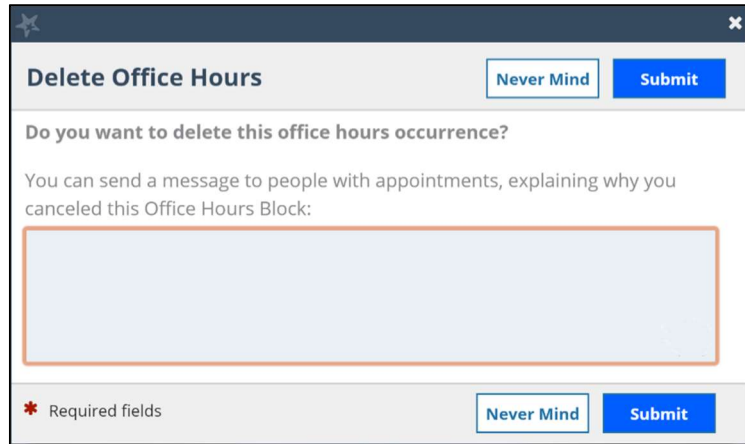 Delete Office Hours
Never Mind
Submit
Do you want to delete this office hours occurrence?
You can send a message to people with appointments, explaining why you
canceled this Office Hours Block:
* Required fields
Never Mind
Submit